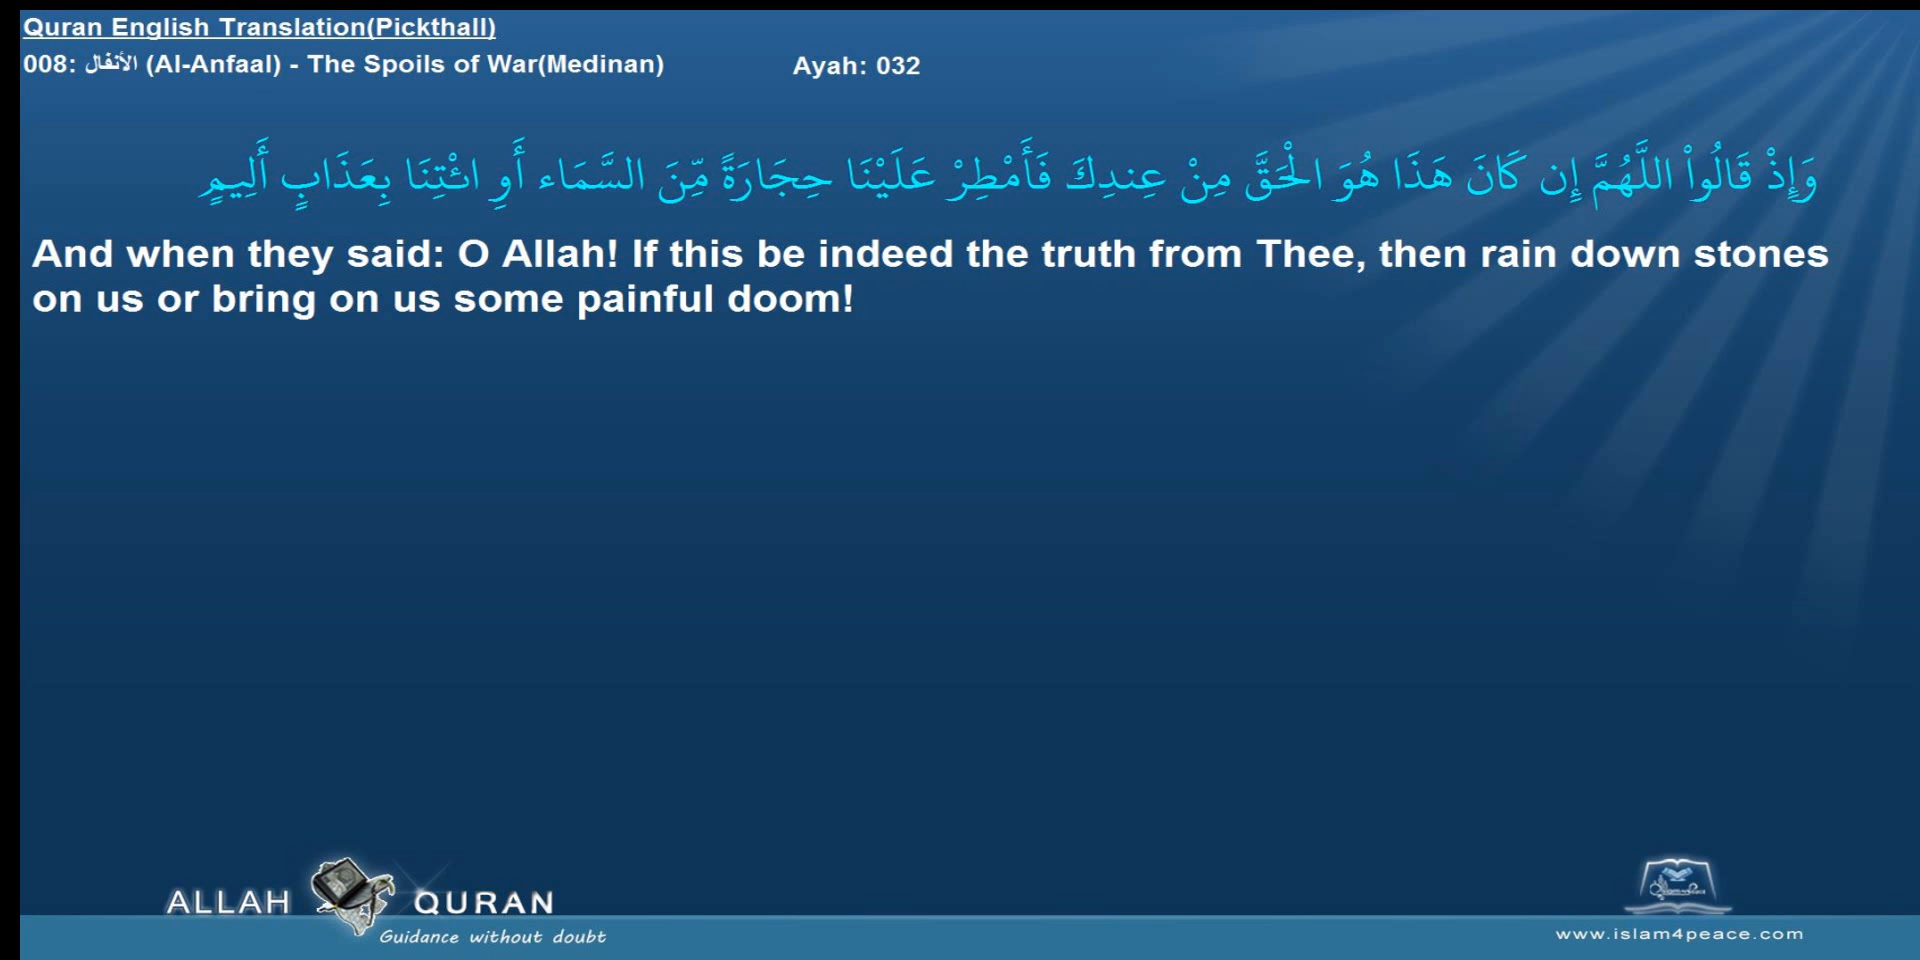 Quran English Translation(Pickthall)
008: الأنفال (Al-Anfaal) - The Spoils of War(Medinan) Ayah: 032
وَإِذْ قَالُواْ اللَّهُمَّ إِن كَانَ هَذَا هُوَ الْحَقَّ مِنْ عِندِكَ فَأَمْطِرْ عَلَيْنَا حِجَارَةً مِّنَ السَّمَاء أَوِ ائْتِنَا بِعَذَابٍ أَلِيمٍ
And when they said: O Allah! If this be indeed the truth from Thee, then rain down stones
on us or bring on us some painful doom!
ALLAH QURAN
Guidance without doubt
www.islam4peace.com